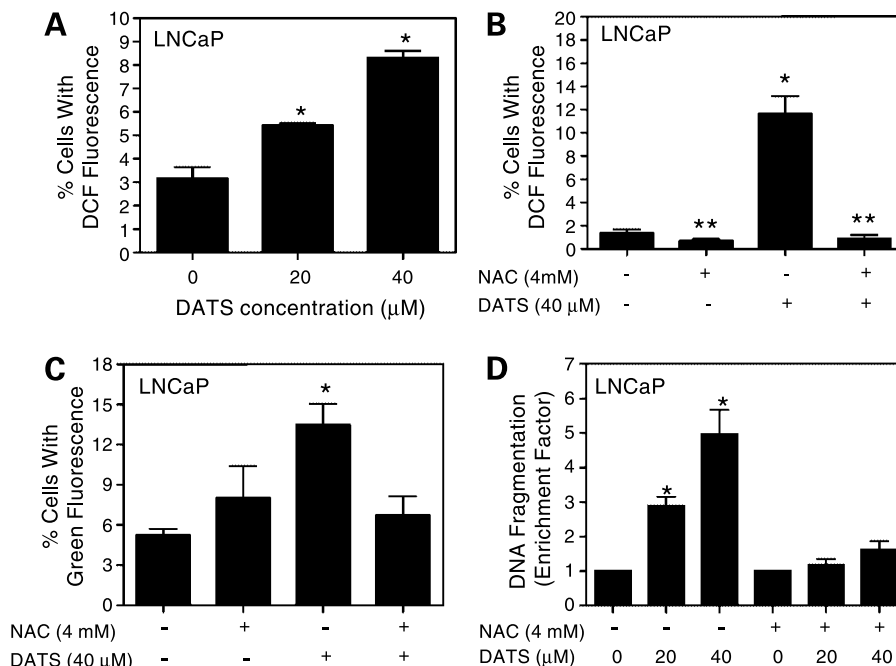 A
LNCaP
% Cells With
DCF Fluorescence
10
9
8
7
6
5
4
3
2
1
0
*
*
0 20 40
DATS concentration (μM)
B
LNCaP
% Cells With
DCF Fluorescence
20
18
16
14
12
10
8
6
4
2
0
**
*
**
NAC (4mM) - + - +
DATS (40 μM) - - + +
C
LNCaP
% Cells With
Green Fluorescence
18
15
12
9
6
3
0
*
NAC (4 mM) - + - +
DATS (40 μM) - - + +
D
LNCaP
DNA Fragmentation
(Enrichment Factor)
7
6
5
4
3
2
1
0
*
*
NAC (4 mM) - - - + + +
DATS (μM) 0 20 40 0 20 40